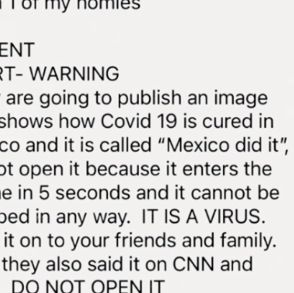 1 of my homies
ENT
RT- WARNING
are going to publish an image
shows how Covid 19 is cured in
co and it is called "Mexico did it",
ot open it because it enters the
ne in 5 seconds and it cannot be
ped in any way. IT IS A VIRUS.
it on to your friends and family.
they also said it on CNN and
DO NOT OPEN IT